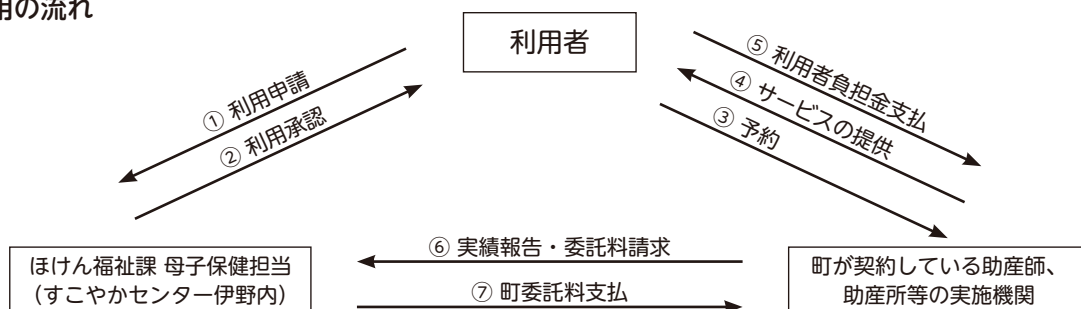 用の流れ
利用者
① 利用申請
② 利用承認
⑤ 利用者負担金支払
④ サービスの提供
③ 予約
⑥ 実績報告・委託料請求
⑦ 町委託料支払
ほけん福祉課 母子保健担当
（すこやかセンター伊野内）
町が契約している助産師、
助産所等の実施機関